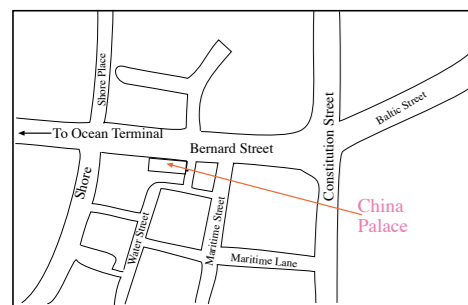 Shore Place
To Ocean Terminal
Bernard Street
Constitution Street
Baltic Street
Shore
Water Street
Maritime Street
Maritime Lane
China
Palace